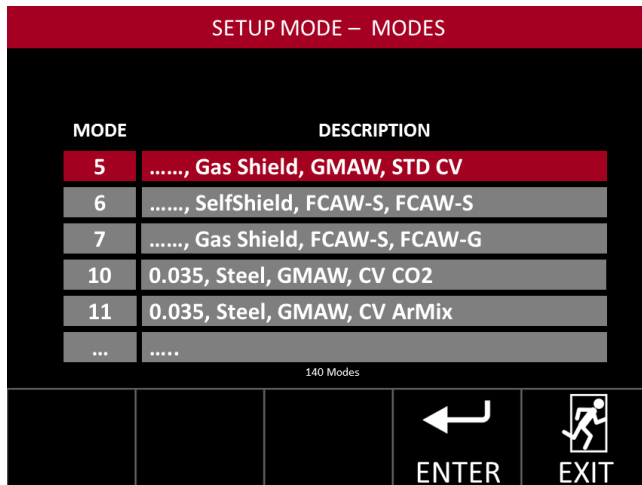 SETUP MODE – MODES
MODE DESCRIPTION
5 ……, Gas Shield, GMAW, STD CV
6 ……, SelfShield, FCAW-S, FCAW-S
7 ……, Gas Shield, FCAW-S, FCAW-G
10 0.035, Steel, GMAW, CV CO2
11 0.035, Steel, GMAW, CV ArMix
… …..
140 Modes
ENTER EXIT